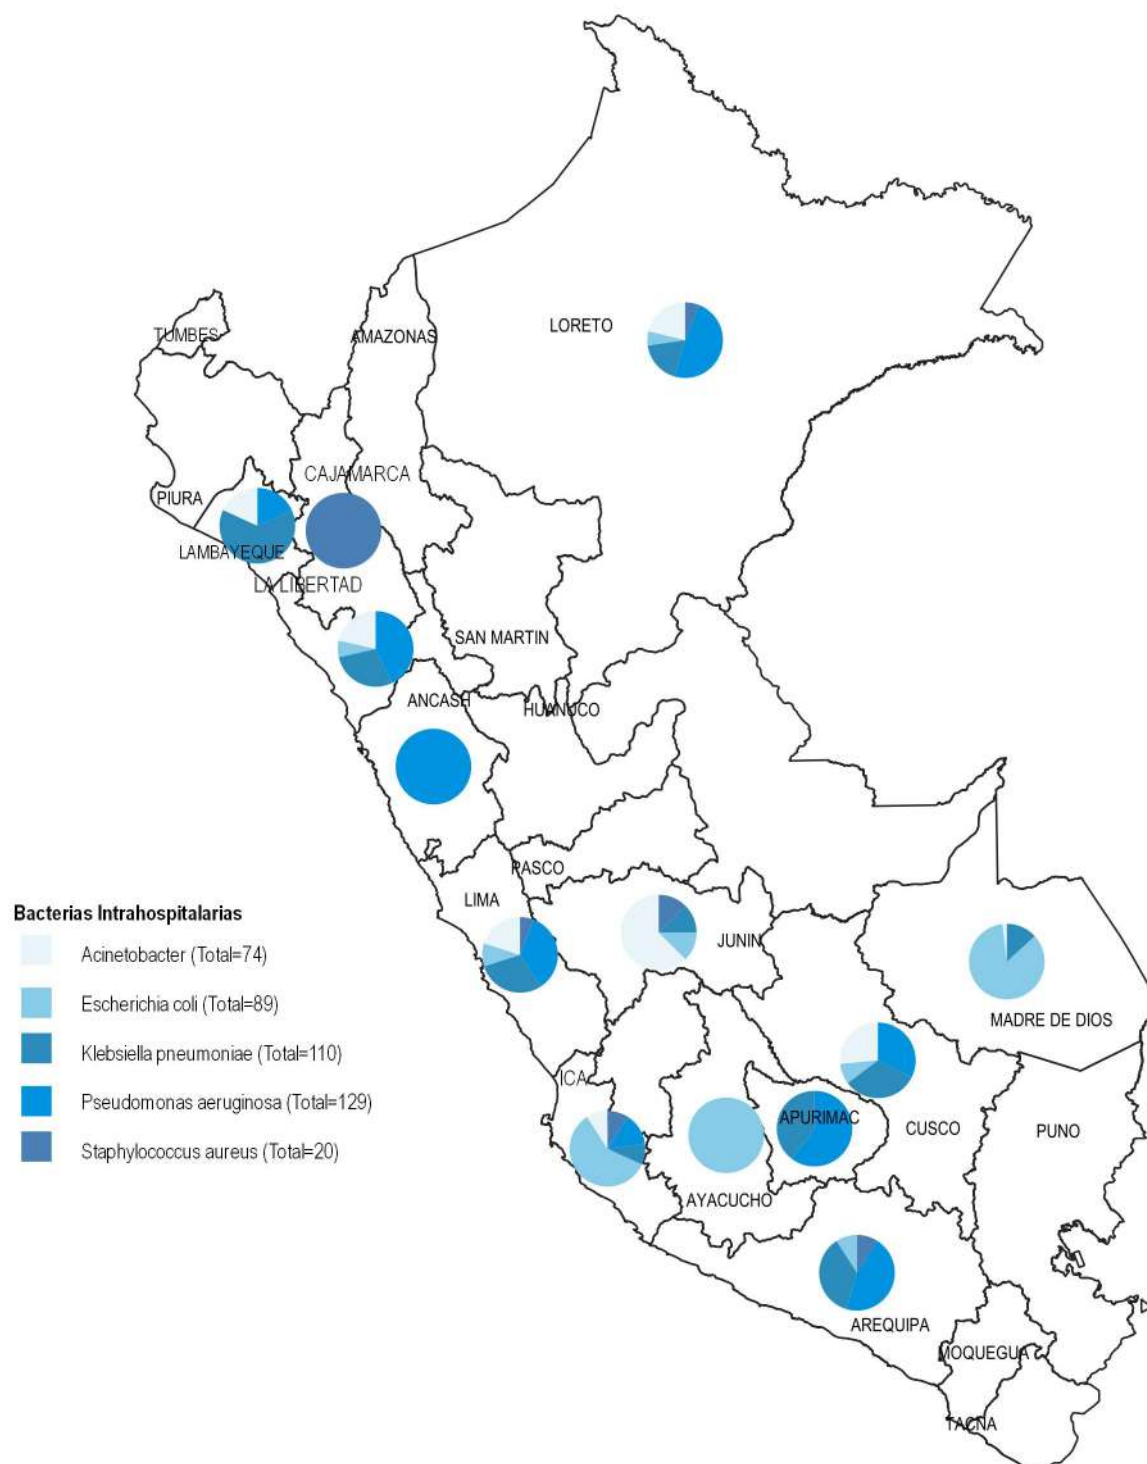 LORETO
TUMBES
AMAZONAS
CAJAMARCA
PIURA
LAMBAYEQUE
LA LIBERTAD
SAN MARTIN
ANCASH
HUANUCO
PASCO
LIMA
JUNIN
MADRE DE DIOS
ICA
APURIMAC
CUSCO
PUNO
AYACUCHO
AREQUIPA
MOQUEGUA
TACNA
Bacterias Intrahospitalarias
Acinetobacter (Total=74)
Escherichia coli (Total=89)
Klebsiella pneumoniae (Total=110)
Pseudomonas aeruginosa (Total=129)
Staphylococcus aureus (Total=20)